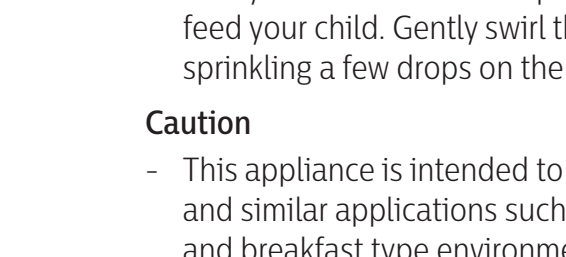 feed your child. Gently swirl
sprinkling a few drops on the
Caution
- This appliance is intended to
and similar applications such
and breakfast type